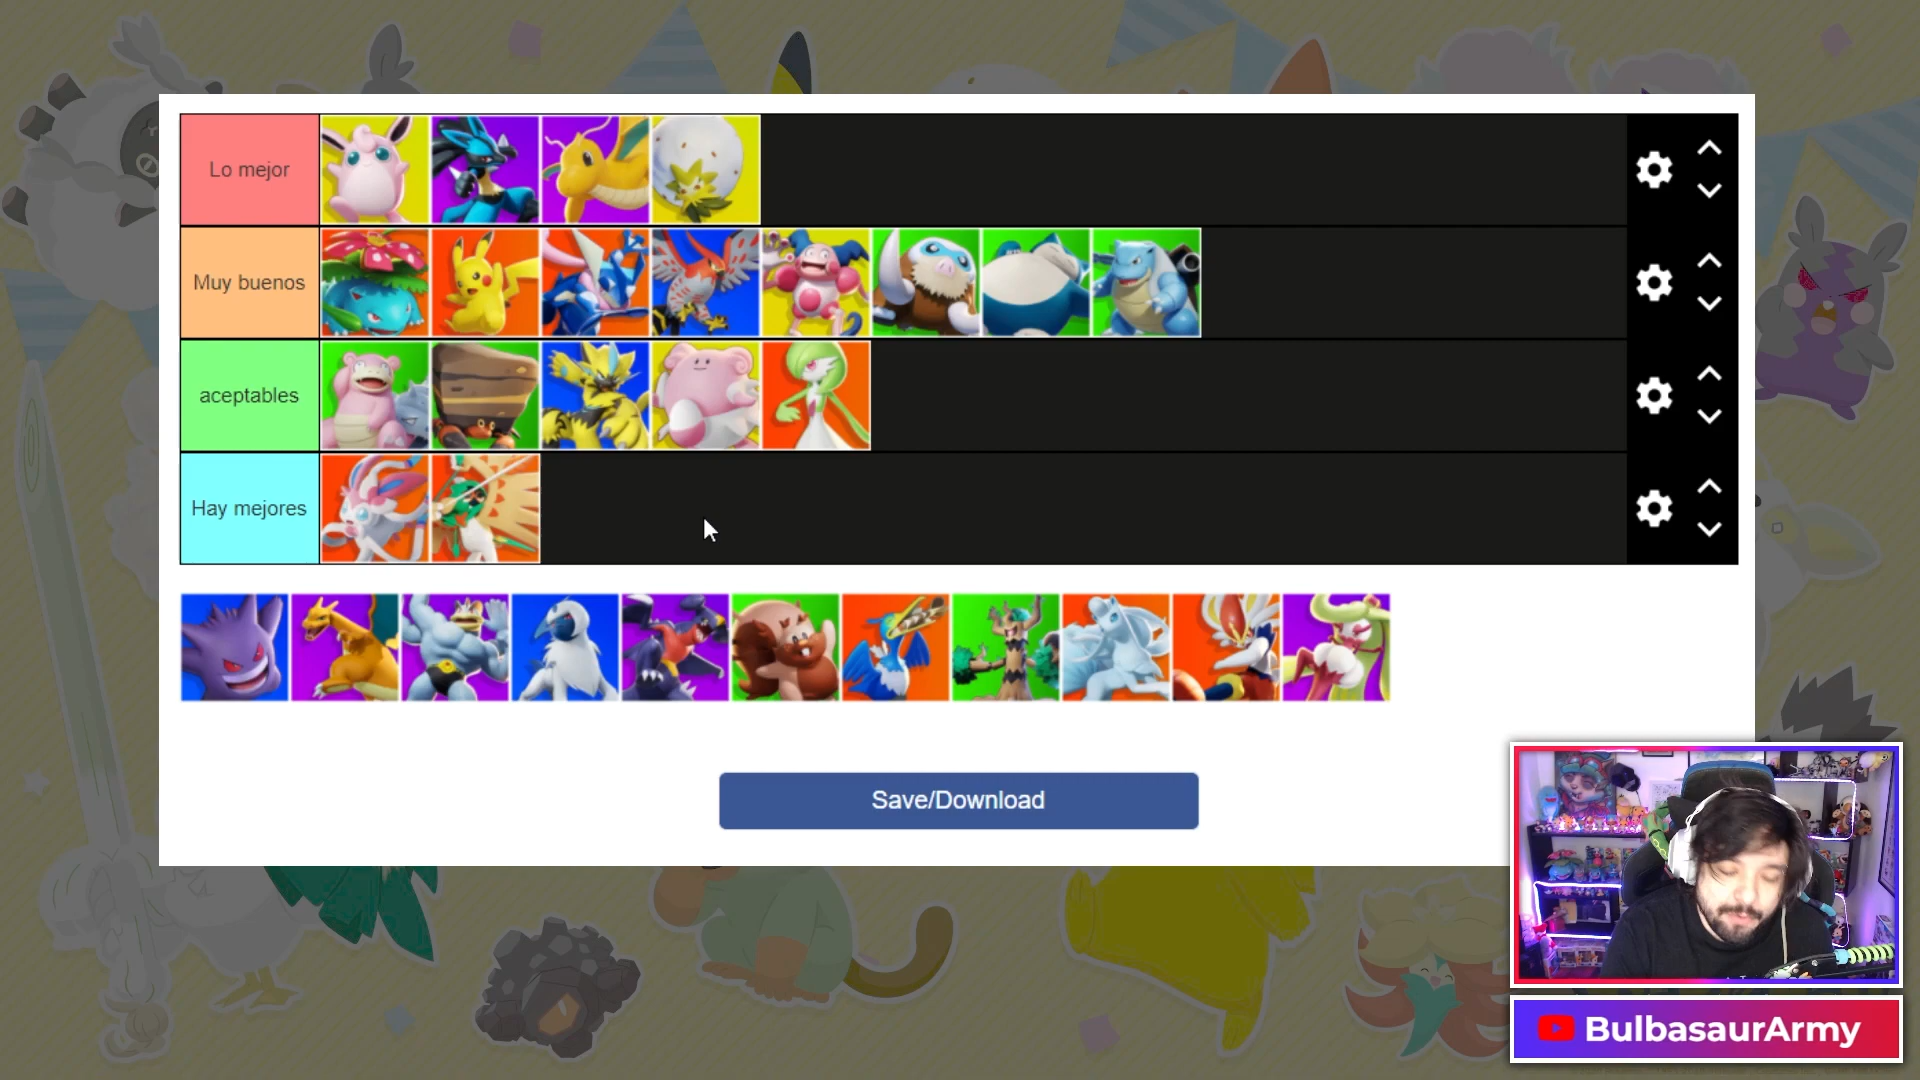 Lo mejor
Muy buenos
aceptables
Hay mejores
Save/Download
BulbasaurArmy